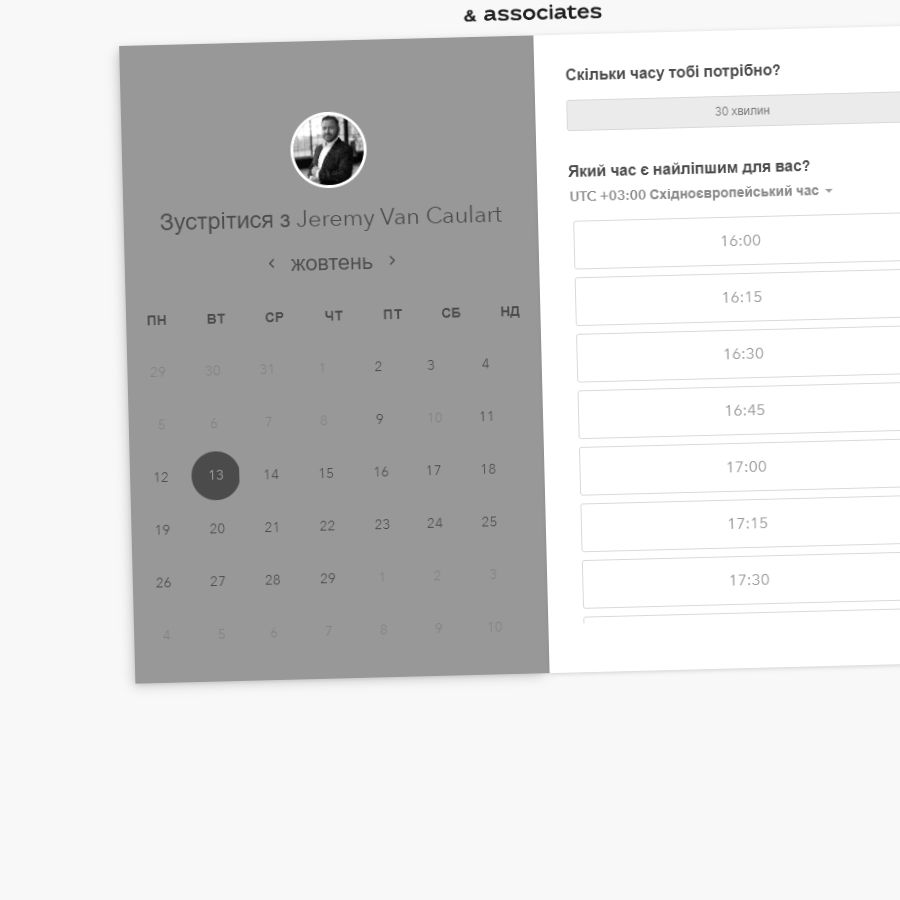 & associates
Зустрітися з Jeremy Van Caulart
жовтень
ПН ВТ СР ЧТ ПТ СБ НД
29 30 31 1 2 3 4
5 6 7 8 9 10 11
12 13 14 15 16 17 18
19 20 21 22 23 24 25
26 27 28 29 1 2 3
4 5 6 7 8 9 10
Скільки часу тобі потрібно?
30 хвилин
Який час є найліпшим для вас?
UTC +03:00 Східноєвропейський час
16:00
16:15
16:30
16:45
17:00
17:15
17:30